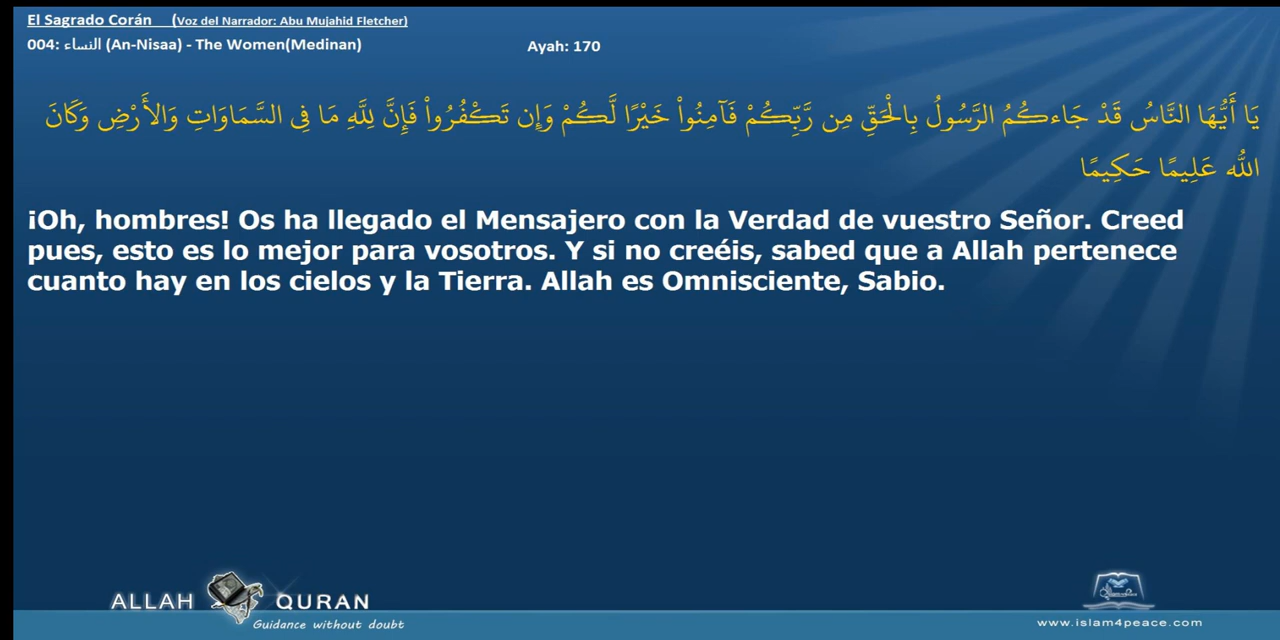 El Sagrado Corán (Voz del Narrador: Abu Mujahid Fletcher)
004: النساء (An-Nisaa) - The Women(Medinan) Ayah: 170
يَا أَيُّهَا النَّاسُ قَدْ جَاءكُمُ الرَّسُولُ بِالْحَقِّ مِن رَّبِّكُمْ فَآمِنُواْ خَيْرًا لَّكُمْ وَإِن تَكْفُرُواْ فَإِنَّ لِلَّهِ مَا فِي السَّمَاوَاتِ وَالأَرْضِ وَكَانَ
اللّه عَلِيمًا حَكِيمًا
¡Oh, hombres! Os ha llegado el Mensajero con la Verdad de vuestro Señor. Creed
pues, esto es lo mejor para vosotros. Y si no creéis, sabed que a Allah pertenece
cuanto hay en los cielos y la Tierra. Allah es Omnisciente, Sabio.
ALLAH QURAN
Guidance without doubt
www.islam4peace.com